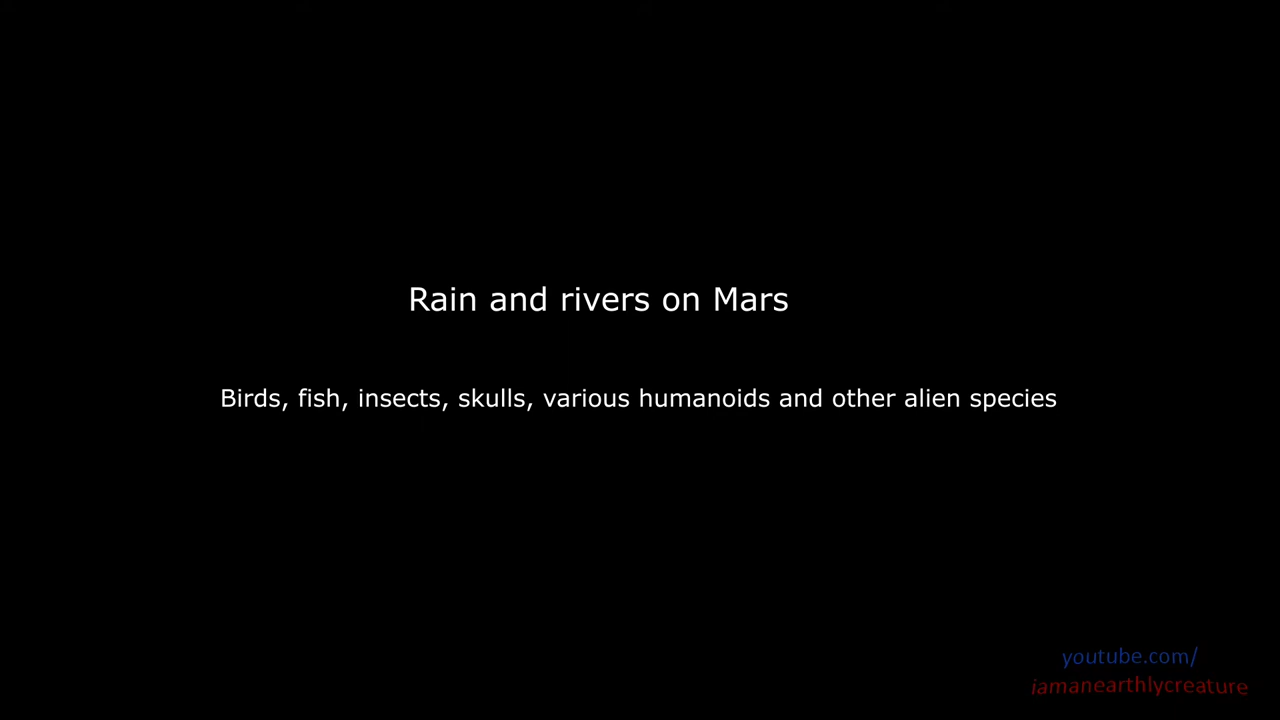 Rain and rivers on Mars
Birds, fish, insects, skulls, various humanoids and other alien species
youtube.com/
iamanearthlycreature